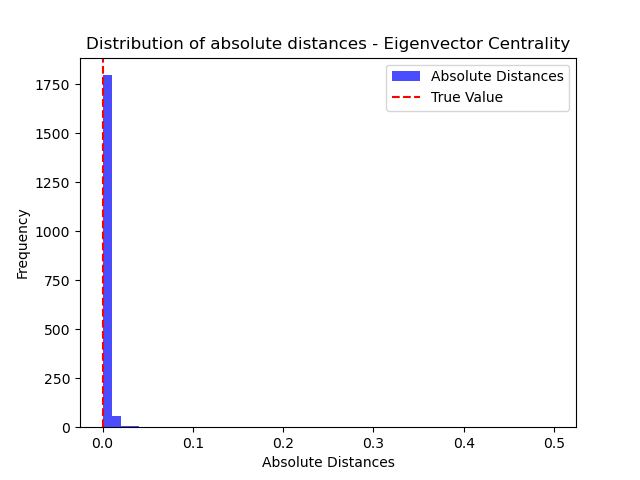 Distribution of absolute distances - Eigenvector Centrality
Absolute Distances
True Value
1750
1500
1250
1000
750
500
250
0
Frequency
0.0 0.1 0.2 0.3 0.4 0.5
Absolute Distances